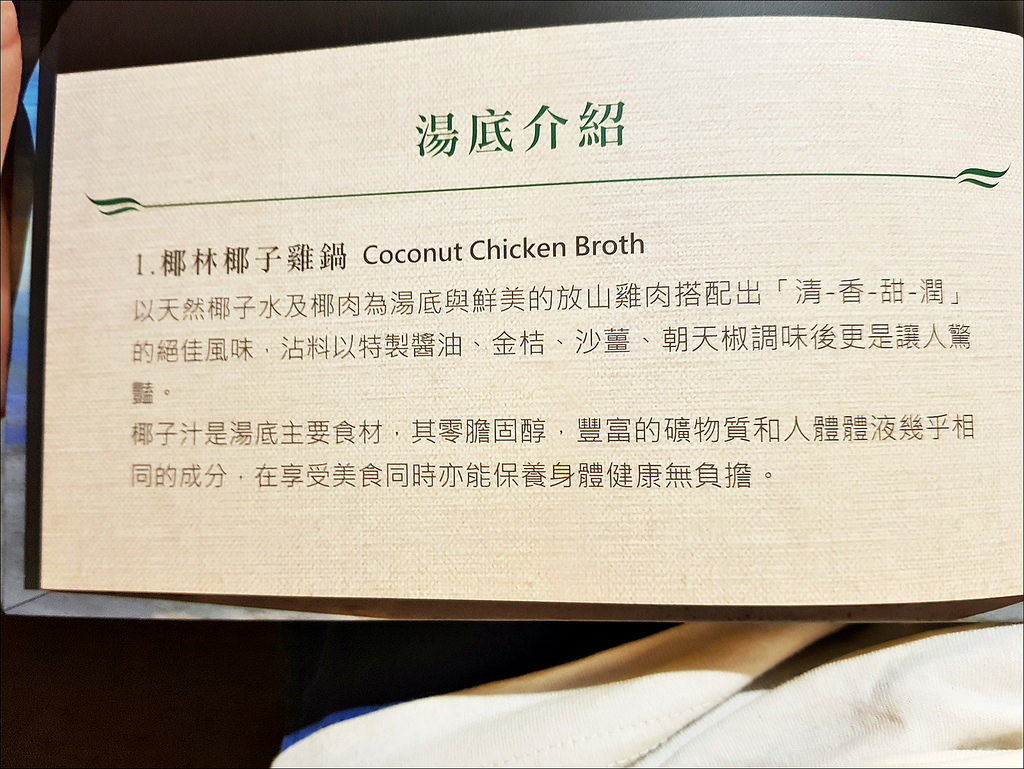 湯底介紹
1.椰林椰子雞鍋 Coconut Chicken Broth
以天然椰子水及椰肉為湯底與鮮美的放山雞肉搭配出「清-香-甜-潤」
的絕佳風味，沾料以特製醬油、金桔、沙薑、朝天椒調味後更是讓人驚
豔。
椰子汁是湯底主要食材，其零膽固醇，豐富的礦物質和人體體液幾乎相
同的成分，在享受美食同時亦能保養身體健康無負擔。